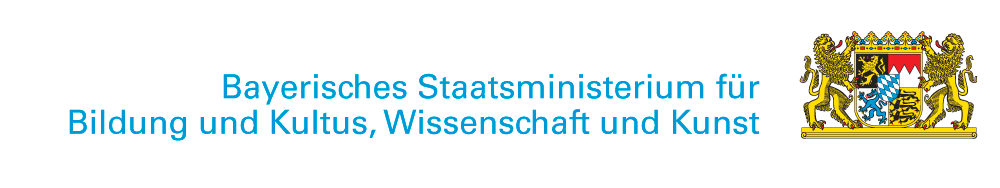 Bayerisches Staatsministerium für
Bildung und Kultus, Wissenschaft und Kunst